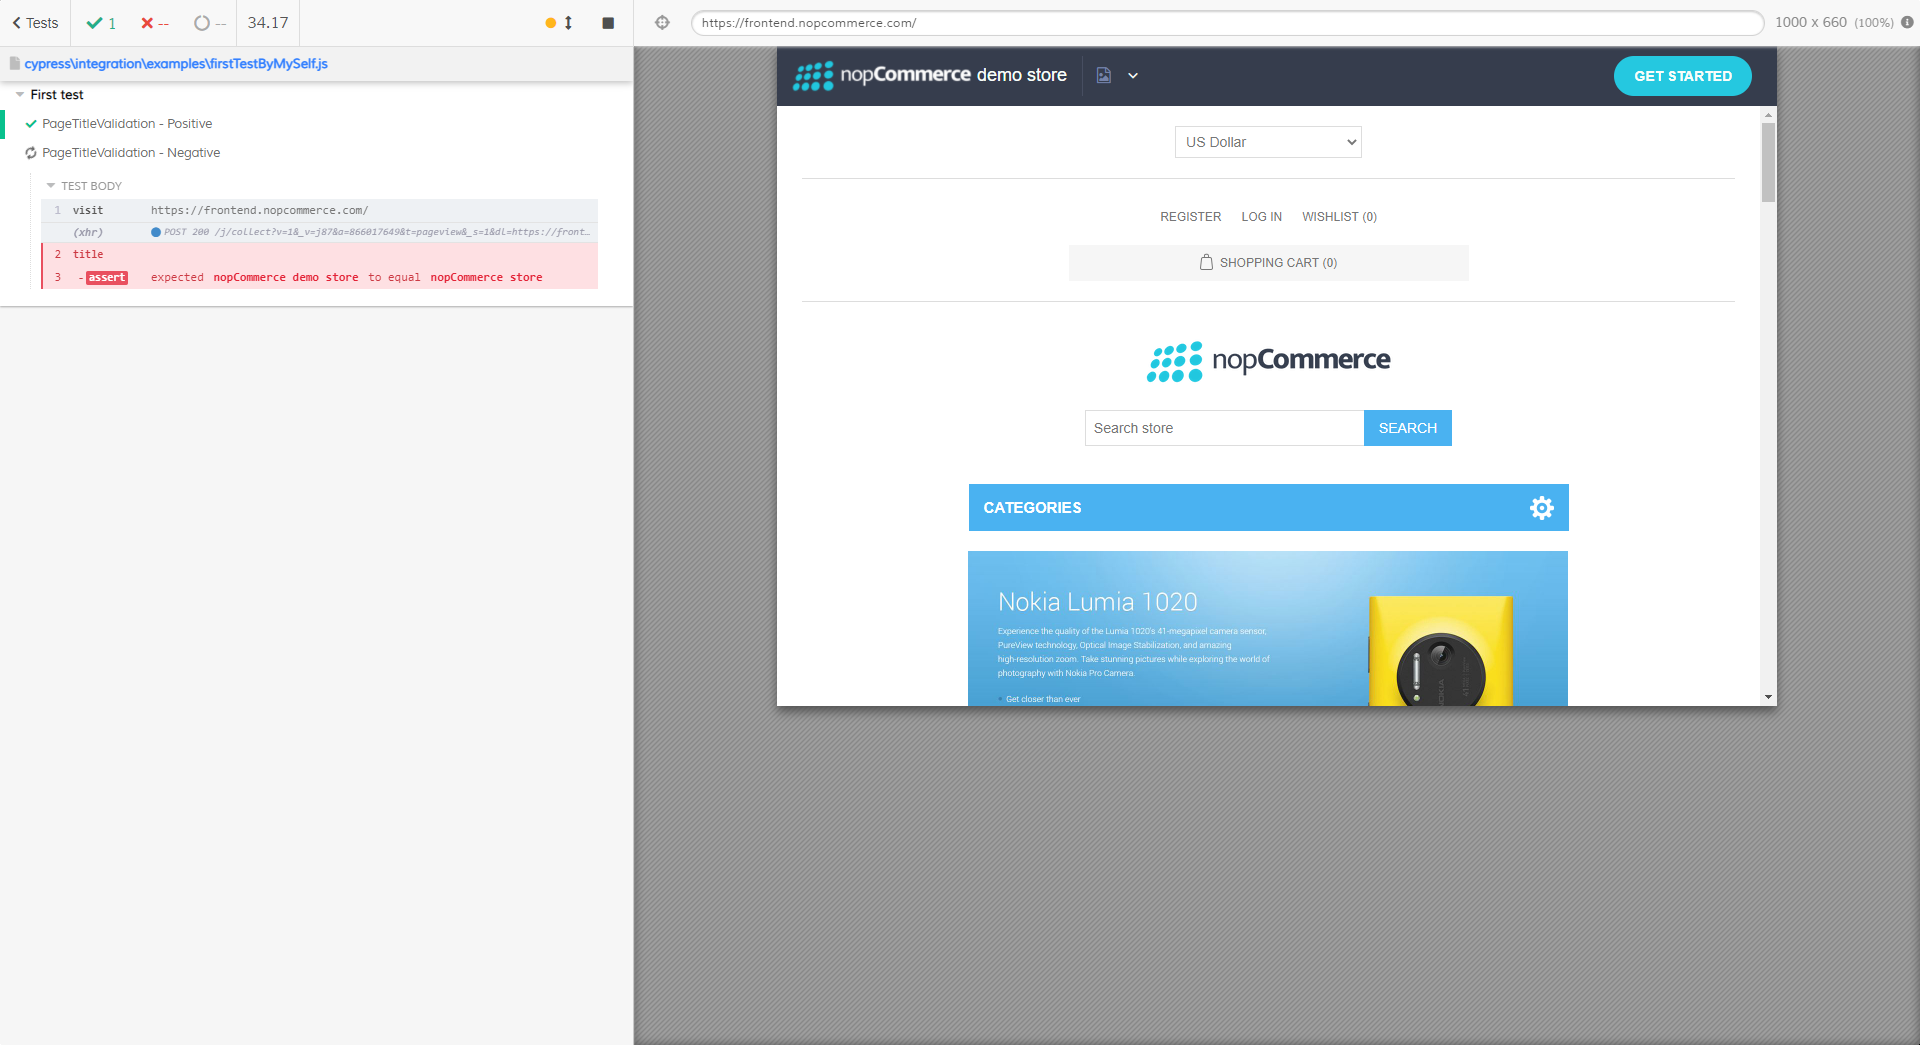 Tests 1 -- -- 34.17
https://frontend.nopcommerce.com/ 1000 x 660 (100%)
cypress\integration\examples\firstTestByMySelf.js
First test
PageTitleValidation - Positive
PageTitleValidation - Negative
TEST BODY
1 visit https://frontend.nopcommerce.com/
(xhr) POST 200 /j/collect?v=1&_v=j87&a=866017649&t=pageview&_s=1&dl=https://front...
2 title
3 -assert expected nopCommerce demo store to equal nopCommerce store
nopCommerce demo store
GET STARTED
US Dollar
REGISTER LOG IN WISHLIST (0)
SHOPPING CART (0)
nopCommerce
Search store SEARCH
CATEGORIES
Nokia Lumia 1020
Experience the quality of the Lumia 1020's 41-megapixel camera sensor,
PureView technology, Optical Image Stabilization, and amazing
high-resolution zoom. Take stunning pictures while exploring the world of
photography with Nokia Pro Camera
Get closer than ever
NOKIA